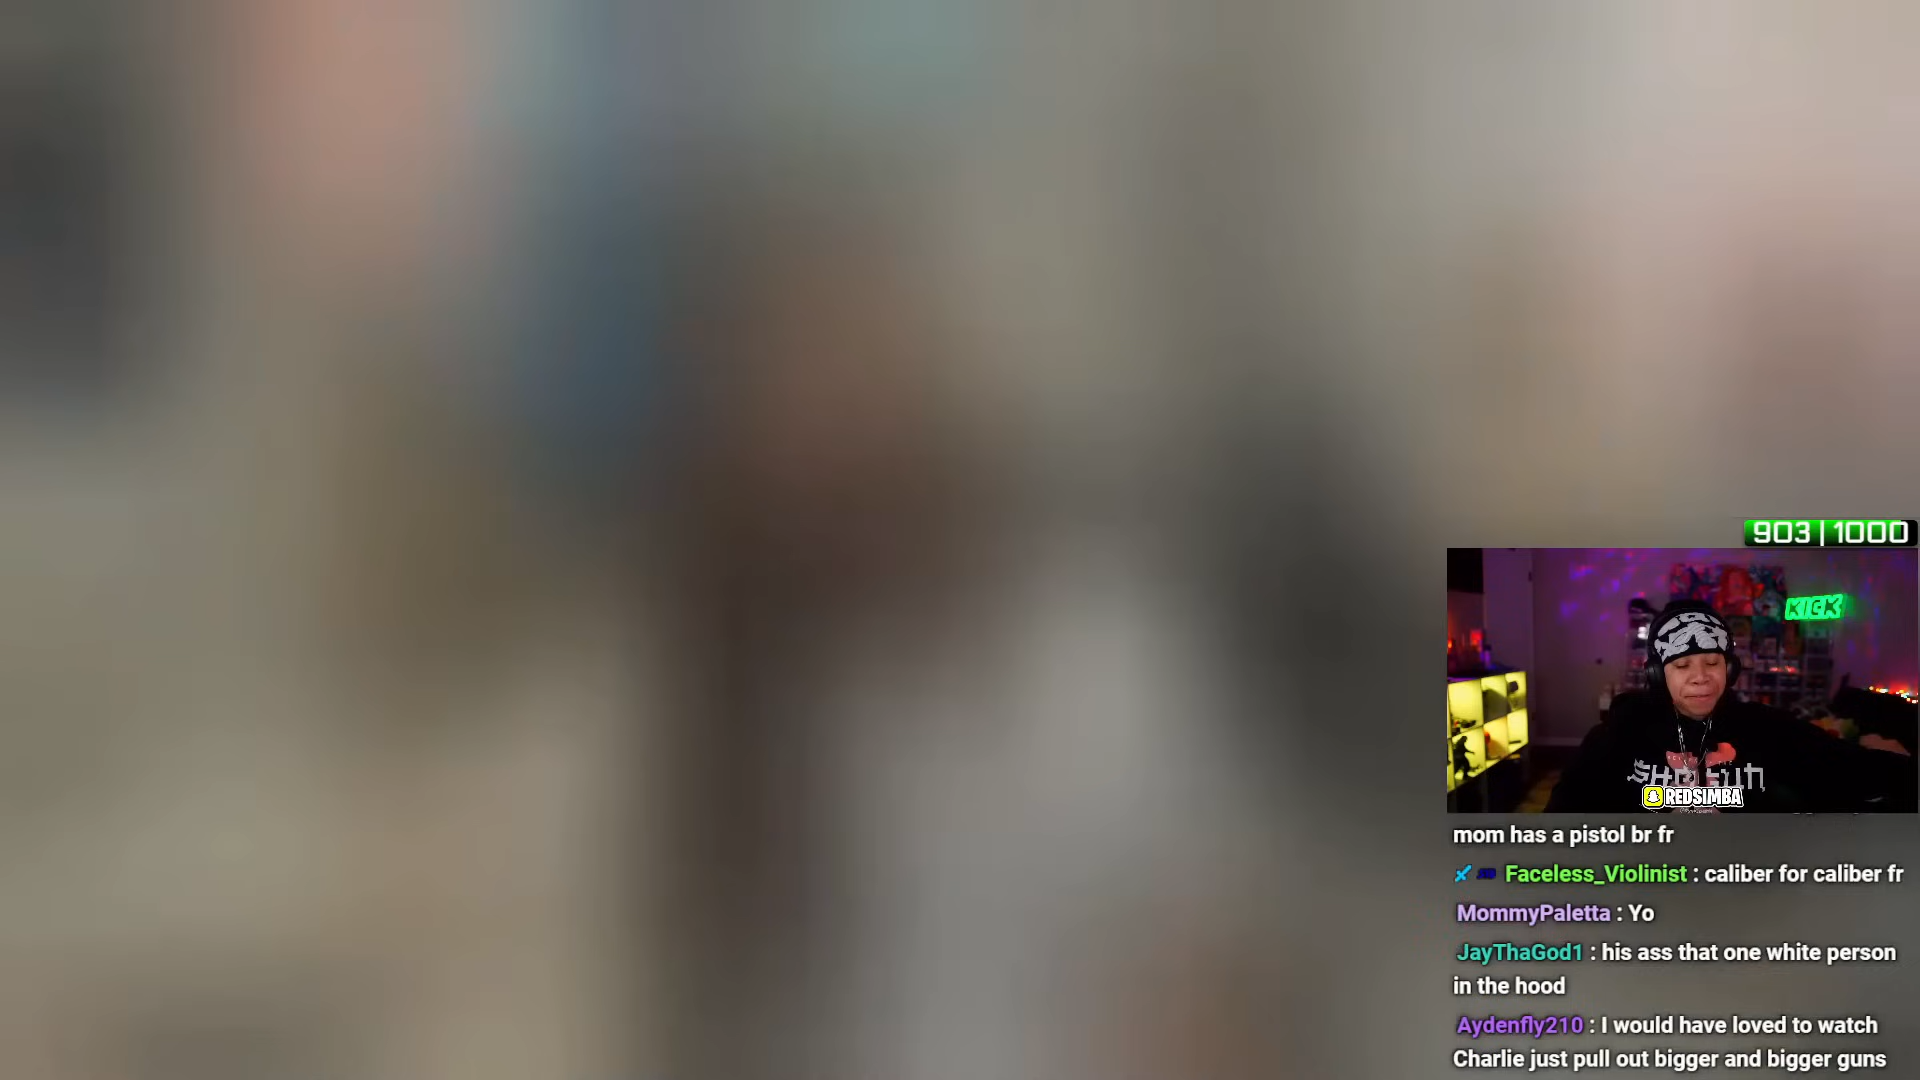 903 | 1000
KICK
SHOGUN
REDSIMBA
mom has a pistol br fr
Faceless_Violinist : caliber for caliber fr
MommyPaletta : Yo
JayThaGod1 : his ass that one white person
in the hood
Aydenfly210 : I would have loved to watch
Charlie just pull out bigger and bigger guns